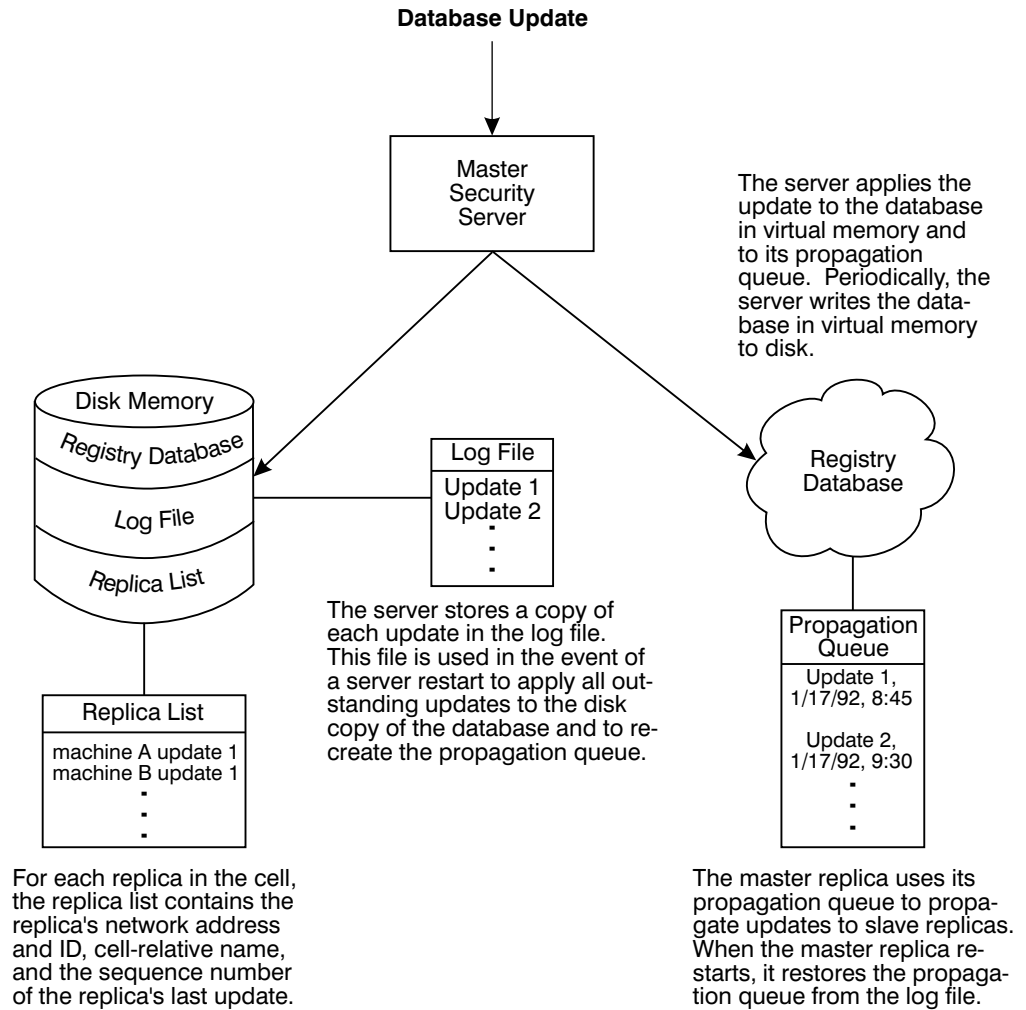 Database Update
Master
Security
Server
The server applies the
update to the database
in virtual memory and
to its propagation
queue.  Periodically, the
server writes the data-
base in virtual memory
to disk.
Disk Memory
Registry Database
Log File
Replica List
Log File
Update 1
Update 2
Registry
Database
The server stores a copy of
each update in the log file.
This file is used in the event of
a server restart to apply all out-
standing updates to the disk
copy of the database and to re-
create the propagation queue.
Propagation
Queue
Update 1,
1/17/92, 8:45
Update 2,
1/17/92, 9:30
Replica List
machine A update 1
machine B update 1
For each replica in the cell,
the replica list contains the
replica's network address
and ID, cell-relative name,
and the sequence number
of the replica's last update.
The master replica uses its
propagation queue to propa-
gate updates to slave replicas.
When the master replica re-
starts, it restores the propaga-
tion queue from the log file.